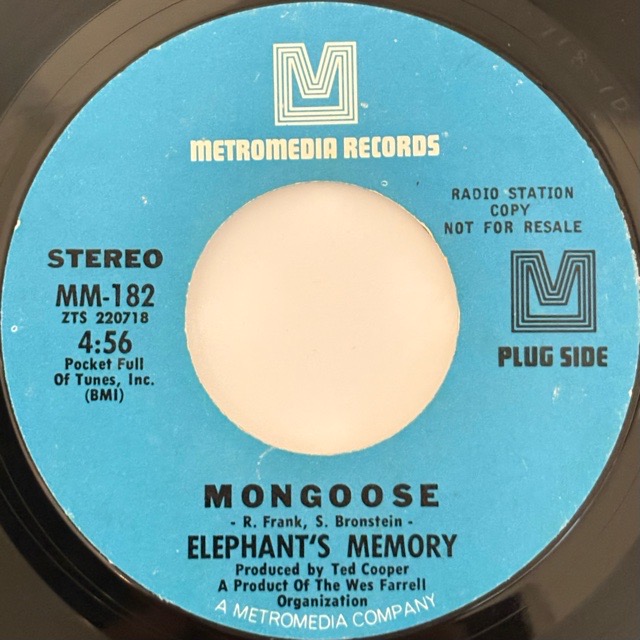 M
METROMEDIA RECORDS
RADIO STATION
COPY
NOT FOR RESALE
STEREO
MM-182
ZTS 220718
4:56
Pocket Full
Of Tunes, Inc.
(BMI)
M
PLUG SIDE
MONGOOSE
- R. Frank, S. Bronstein -
ELEPHANT'S MEMORY
Produced by Ted Cooper
A Product Of The Wes Farrell
Organization
A METROMEDIA COMPANY